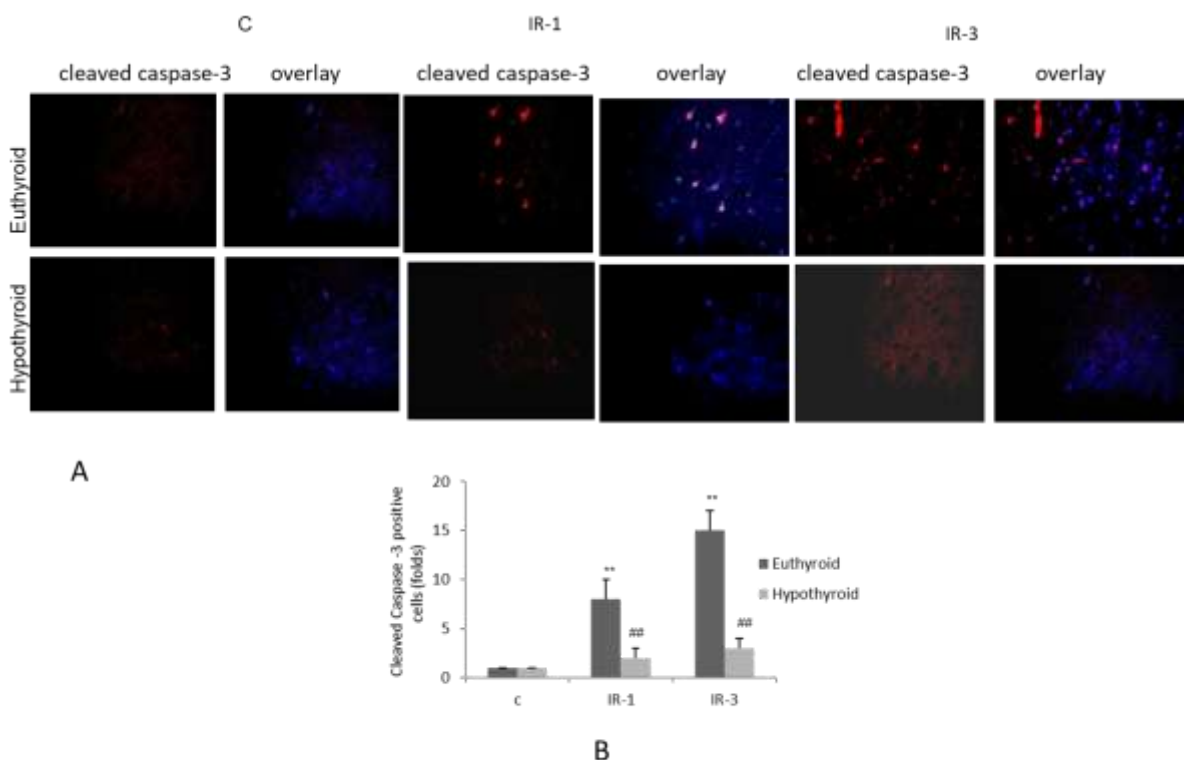 C IR-1 IR-3
cleaved caspase-3 overlay cleaved caspase-3 overlay cleaved caspase-3 overlay
Euthyroid
Hypothyroid
A
Cleaved Caspase -3 positive
cells (folds)
20
15
10
5
0
**
##
**
##
Euthyroid
Hypothyroid
c IR-1 IR-3
B